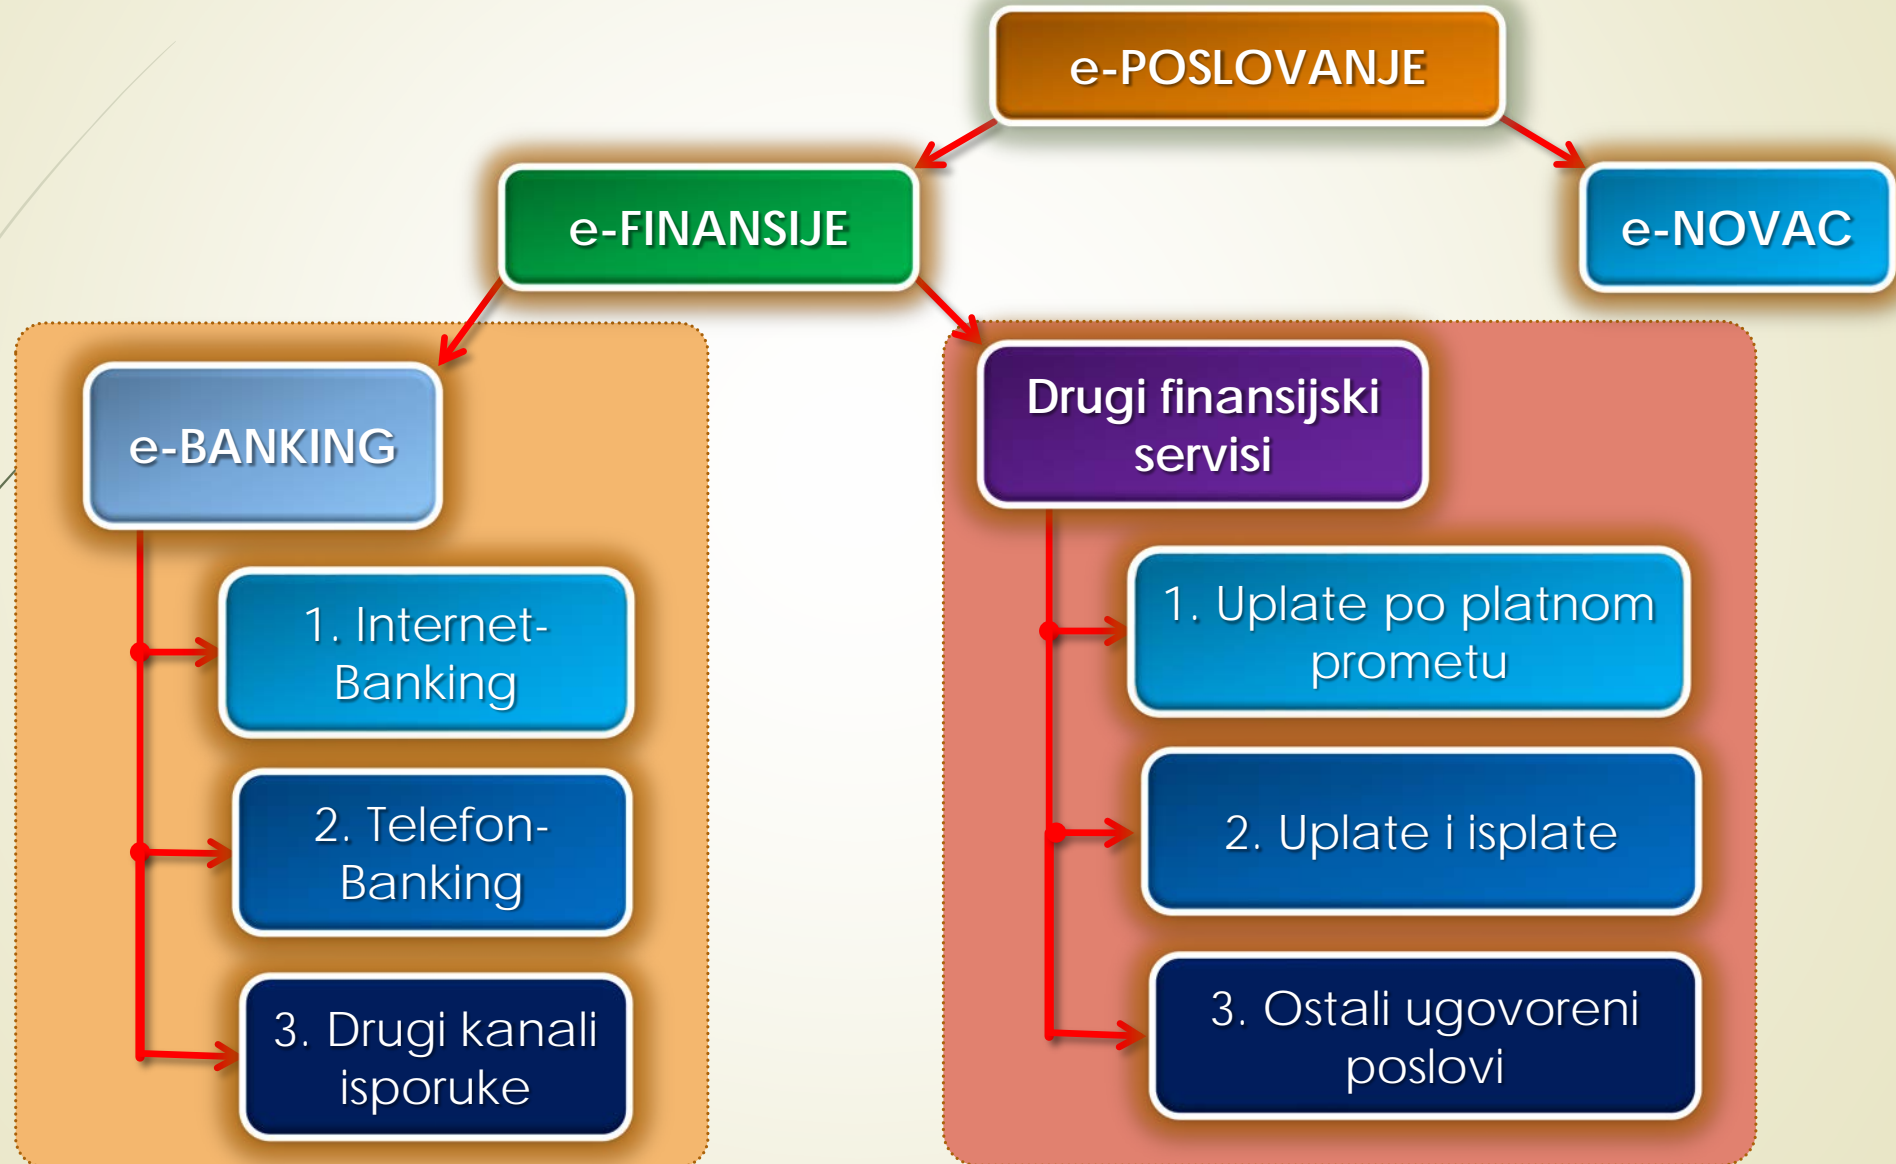 e-POSLOVANJE
e-FINANSIJE
e-NOVAC
e-BANKING
1. Internet-
Banking
2. Telefon-
Banking
3. Drugi kanali
isporuke
Drugi finansijski
servisi
1. Uplate po platnom
prometu
2. Uplate i isplate
3. Ostali ugovoreni
poslovi